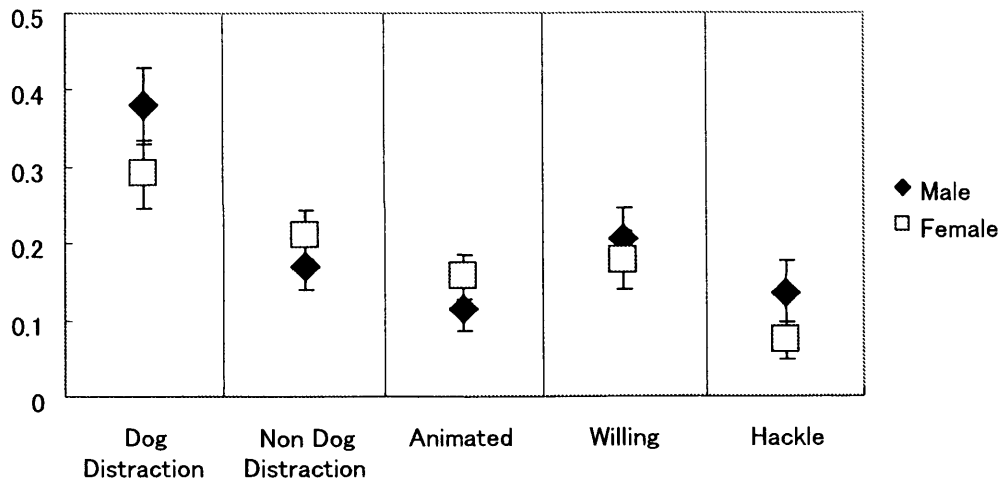 0.5
0.4
0.3
0.2
0.1
0
Dog
Distraction
Non Dog
Distraction
Animated
Willing
Hackle
Male
Female